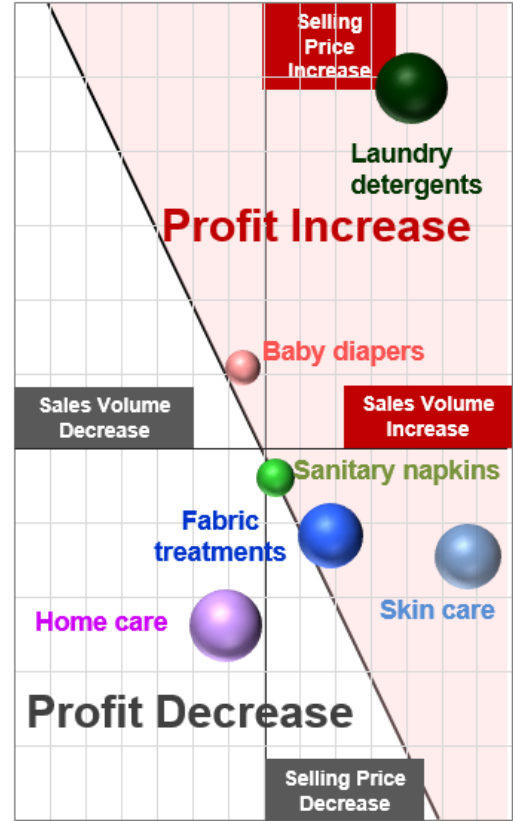 Selling
Price
Increase
Laundry
detergents
Profit Increase
Baby diapers
Sales Volume
Decrease
Sales Volume
Increase
Sanitary napkins
Fabric
treatments
Skin care
Home care
Profit Decrease
Selling Price
Decrease